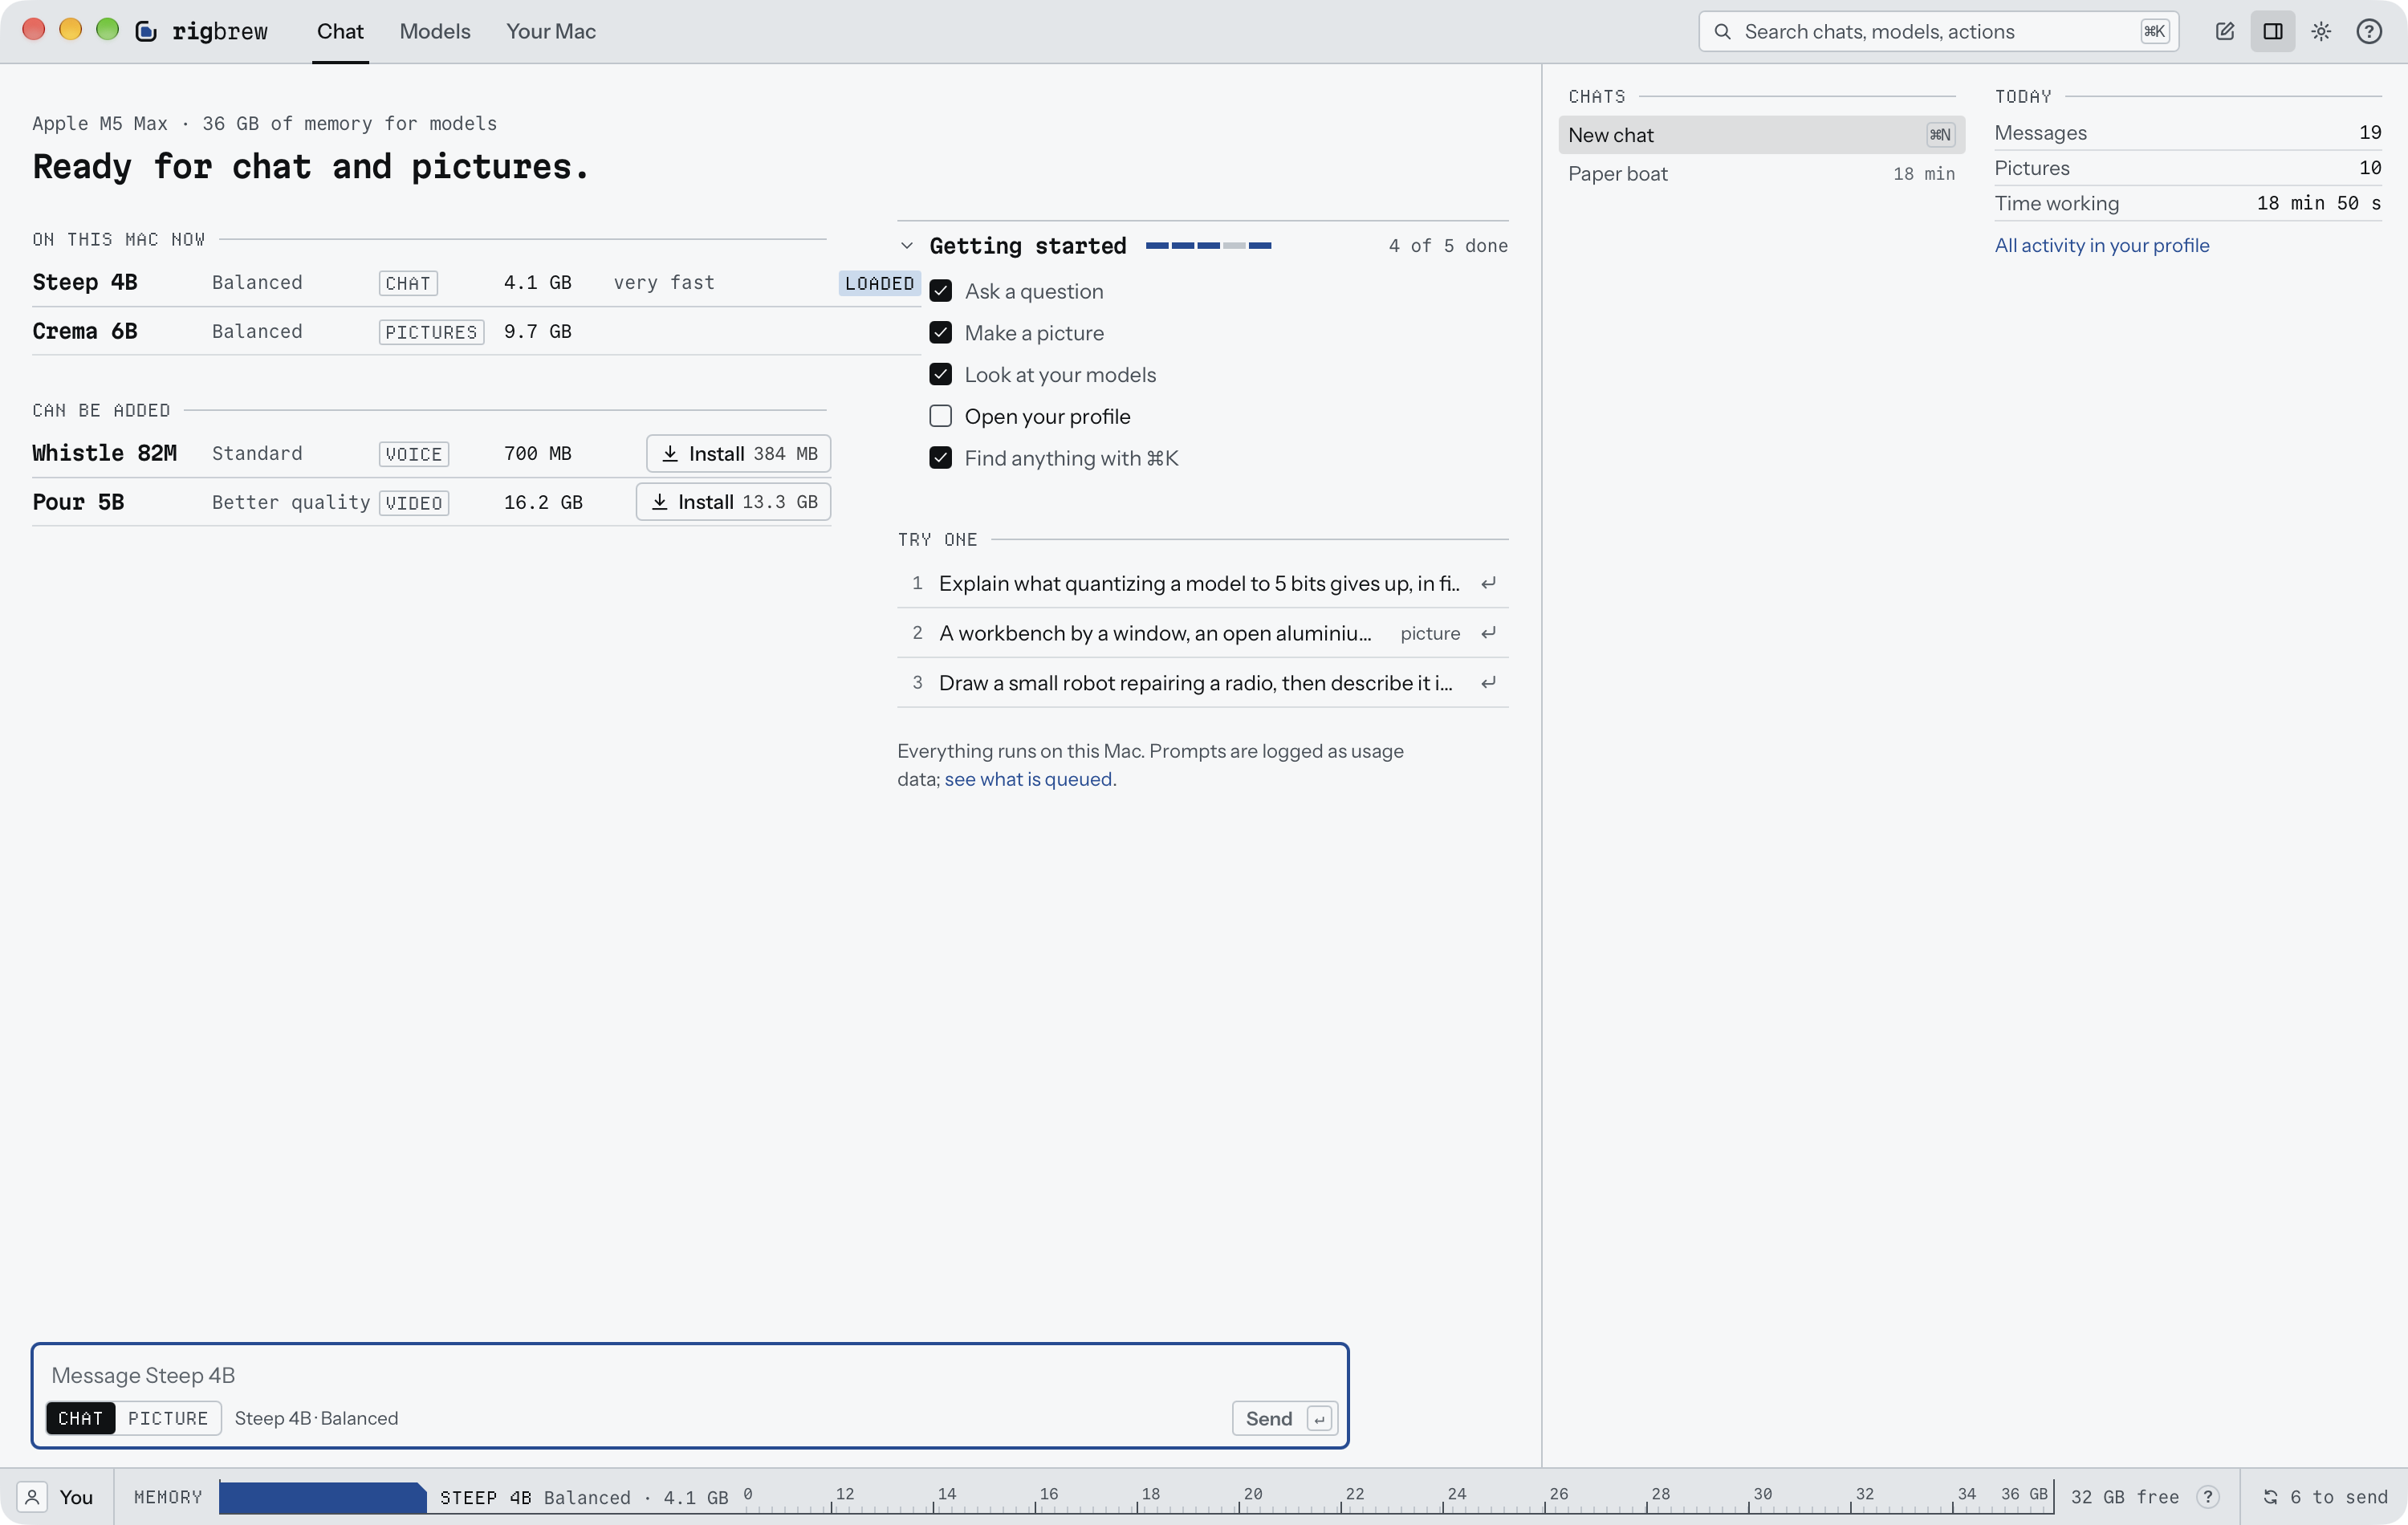 rigbrew
Chat
Models
Your Mac
Search chats, models, actions
⌘K
Apple M5 Max · 36 GB of memory for models
Ready for chat and pictures.
ON THIS MAC NOW
Steep 4B Balanced CHAT 4.1 GB very fast LOADED
Crema 6B Balanced PICTURES 9.7 GB
CAN BE ADDED
Whistle 82M Standard VOICE 700 MB Install 384 MB
Pour 5B Better quality VIDEO 16.2 GB Install 13.3 GB
Getting started 4 of 5 done
Ask a question
Make a picture
Look at your models
Open your profile
Find anything with ⌘K
TRY ONE
1 Explain what quantizing a model to 5 bits gives up, in fi..
2 A workbench by a window, an open aluminiu... picture
3 Draw a small robot repairing a radio, then describe it i...
Everything runs on this Mac. Prompts are logged as usage
data; see what is queued.
CHATS
New chat ⌘N
Paper boat 18 min
TODAY
Messages 19
Pictures 10
Time working 18 min 50 s
All activity in your profile
Message Steep 4B
CHAT PICTURE Steep 4B · Balanced Send
You
MEMORY STEEP 4B Balanced · 4.1 GB 0 12 14 16 18 20 22 24 26 28 30 32 34 36 GB 32 GB free ?
6 to send